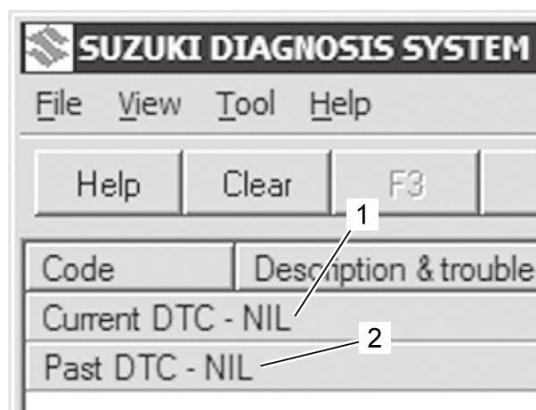 SUZUKI DIAGNOSIS SYSTEM
File View Tool Help
Help Clear F3
1
Code Description & trouble
Current DTC - NIL
2
Past DTC - NIL